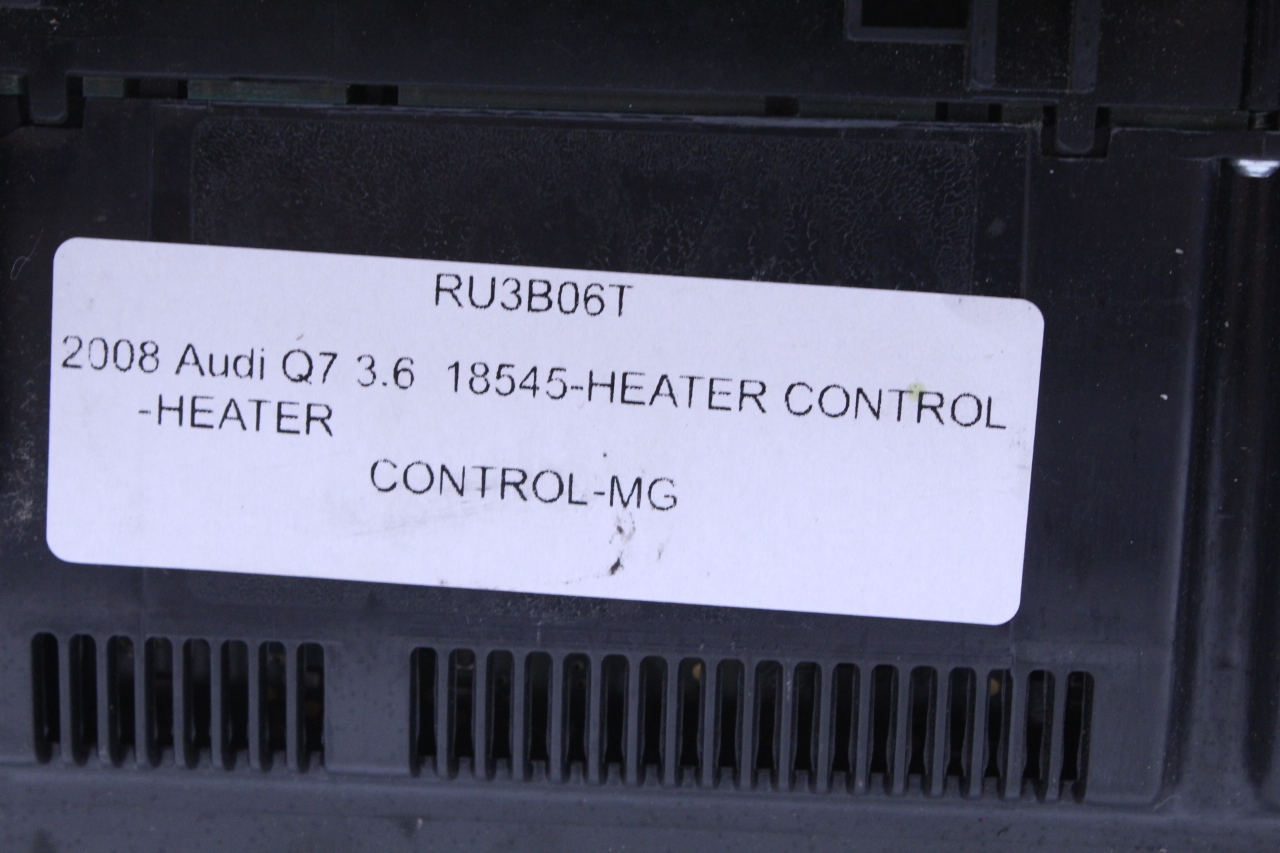 RU3B06T
2008 Audi Q7 3.6 18545-HEATER CONTROL
-HEATER
CONTROL-MG